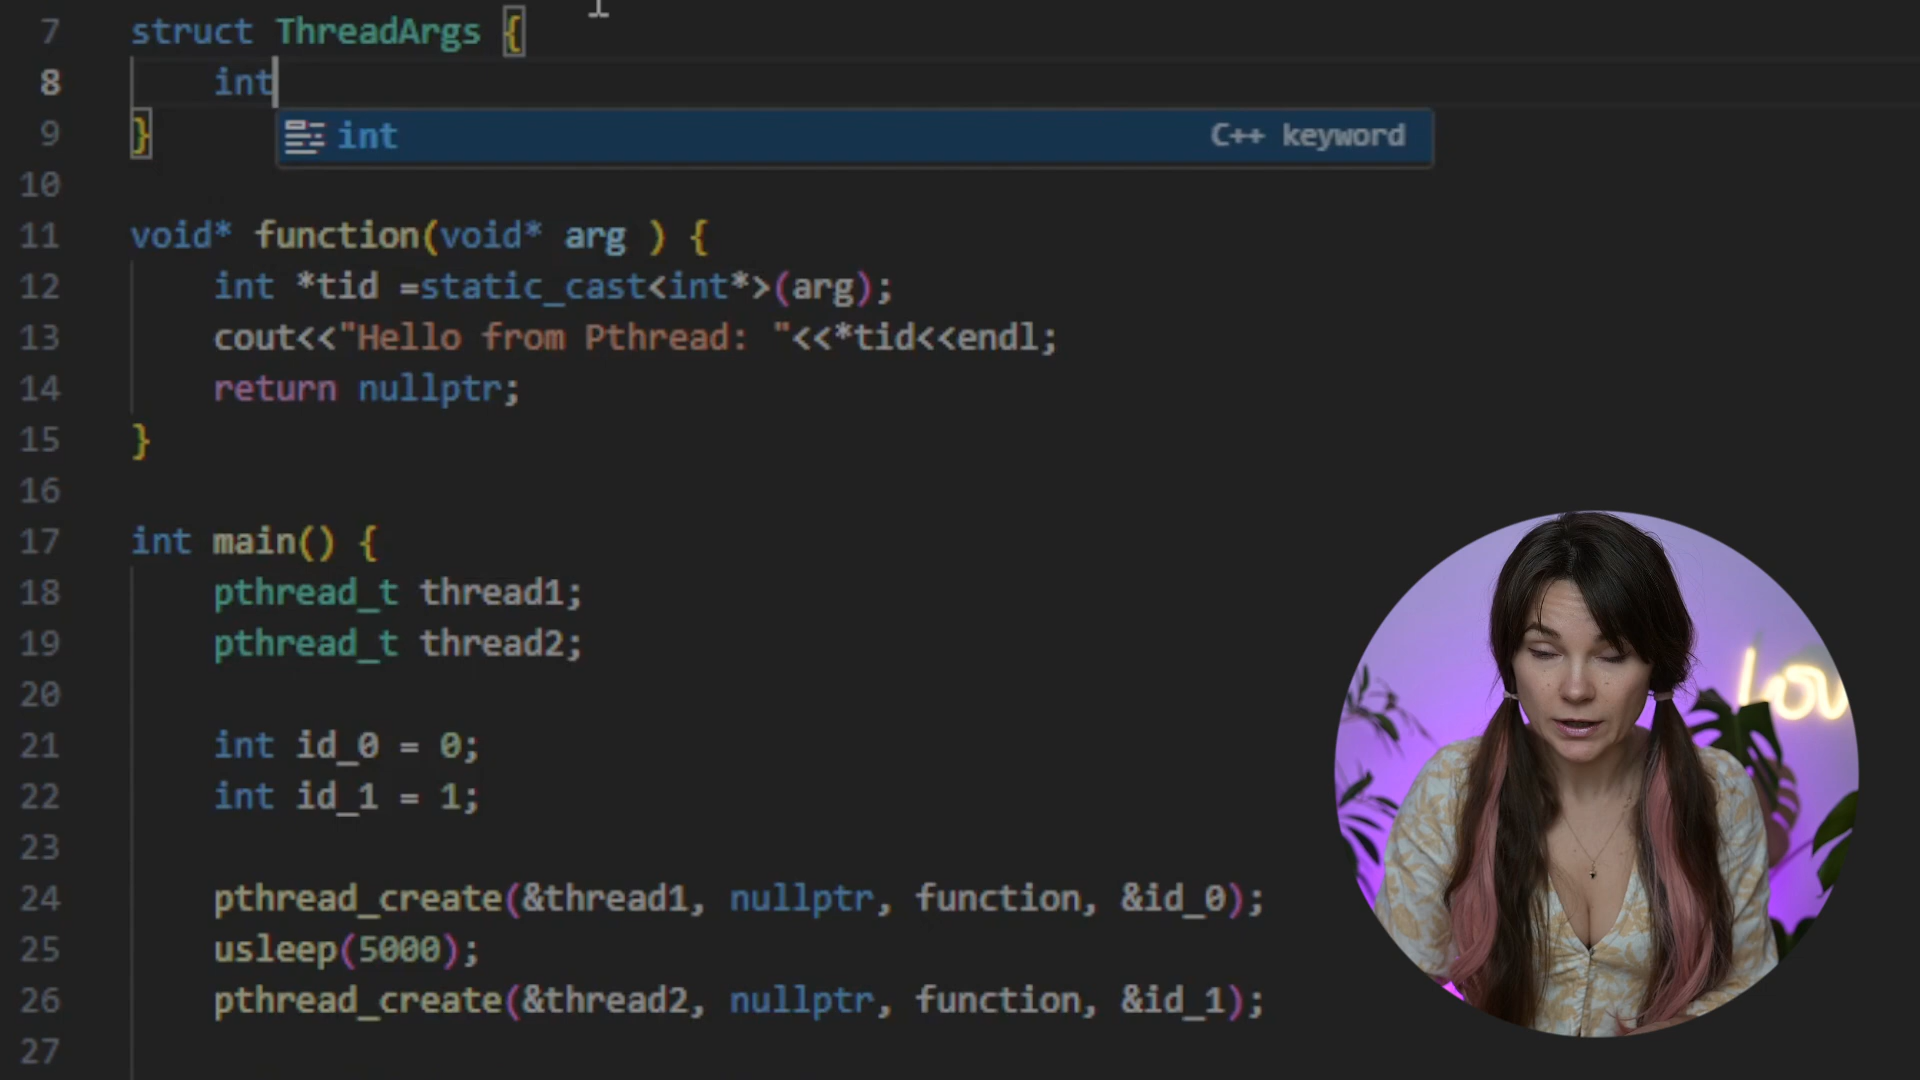 7 struct ThreadArgs {
8 int
9 }
int C++ keyword
10
11 void* function(void* arg ) {
12 int *tid =static_cast<int*>(arg);
13 cout<<"Hello from Pthread: "<<*tid<<endl;
14 return nullptr;
15 }
16
17 int main() {
18 pthread_t thread1;
19 pthread_t thread2;
20
21 int id_0 = 0;
22 int id_1 = 1;
23
24 pthread_create(&thread1, nullptr, function, &id_0);
25 usleep(5000);
26 pthread_create(&thread2, nullptr, function, &id_1);
27
Lov